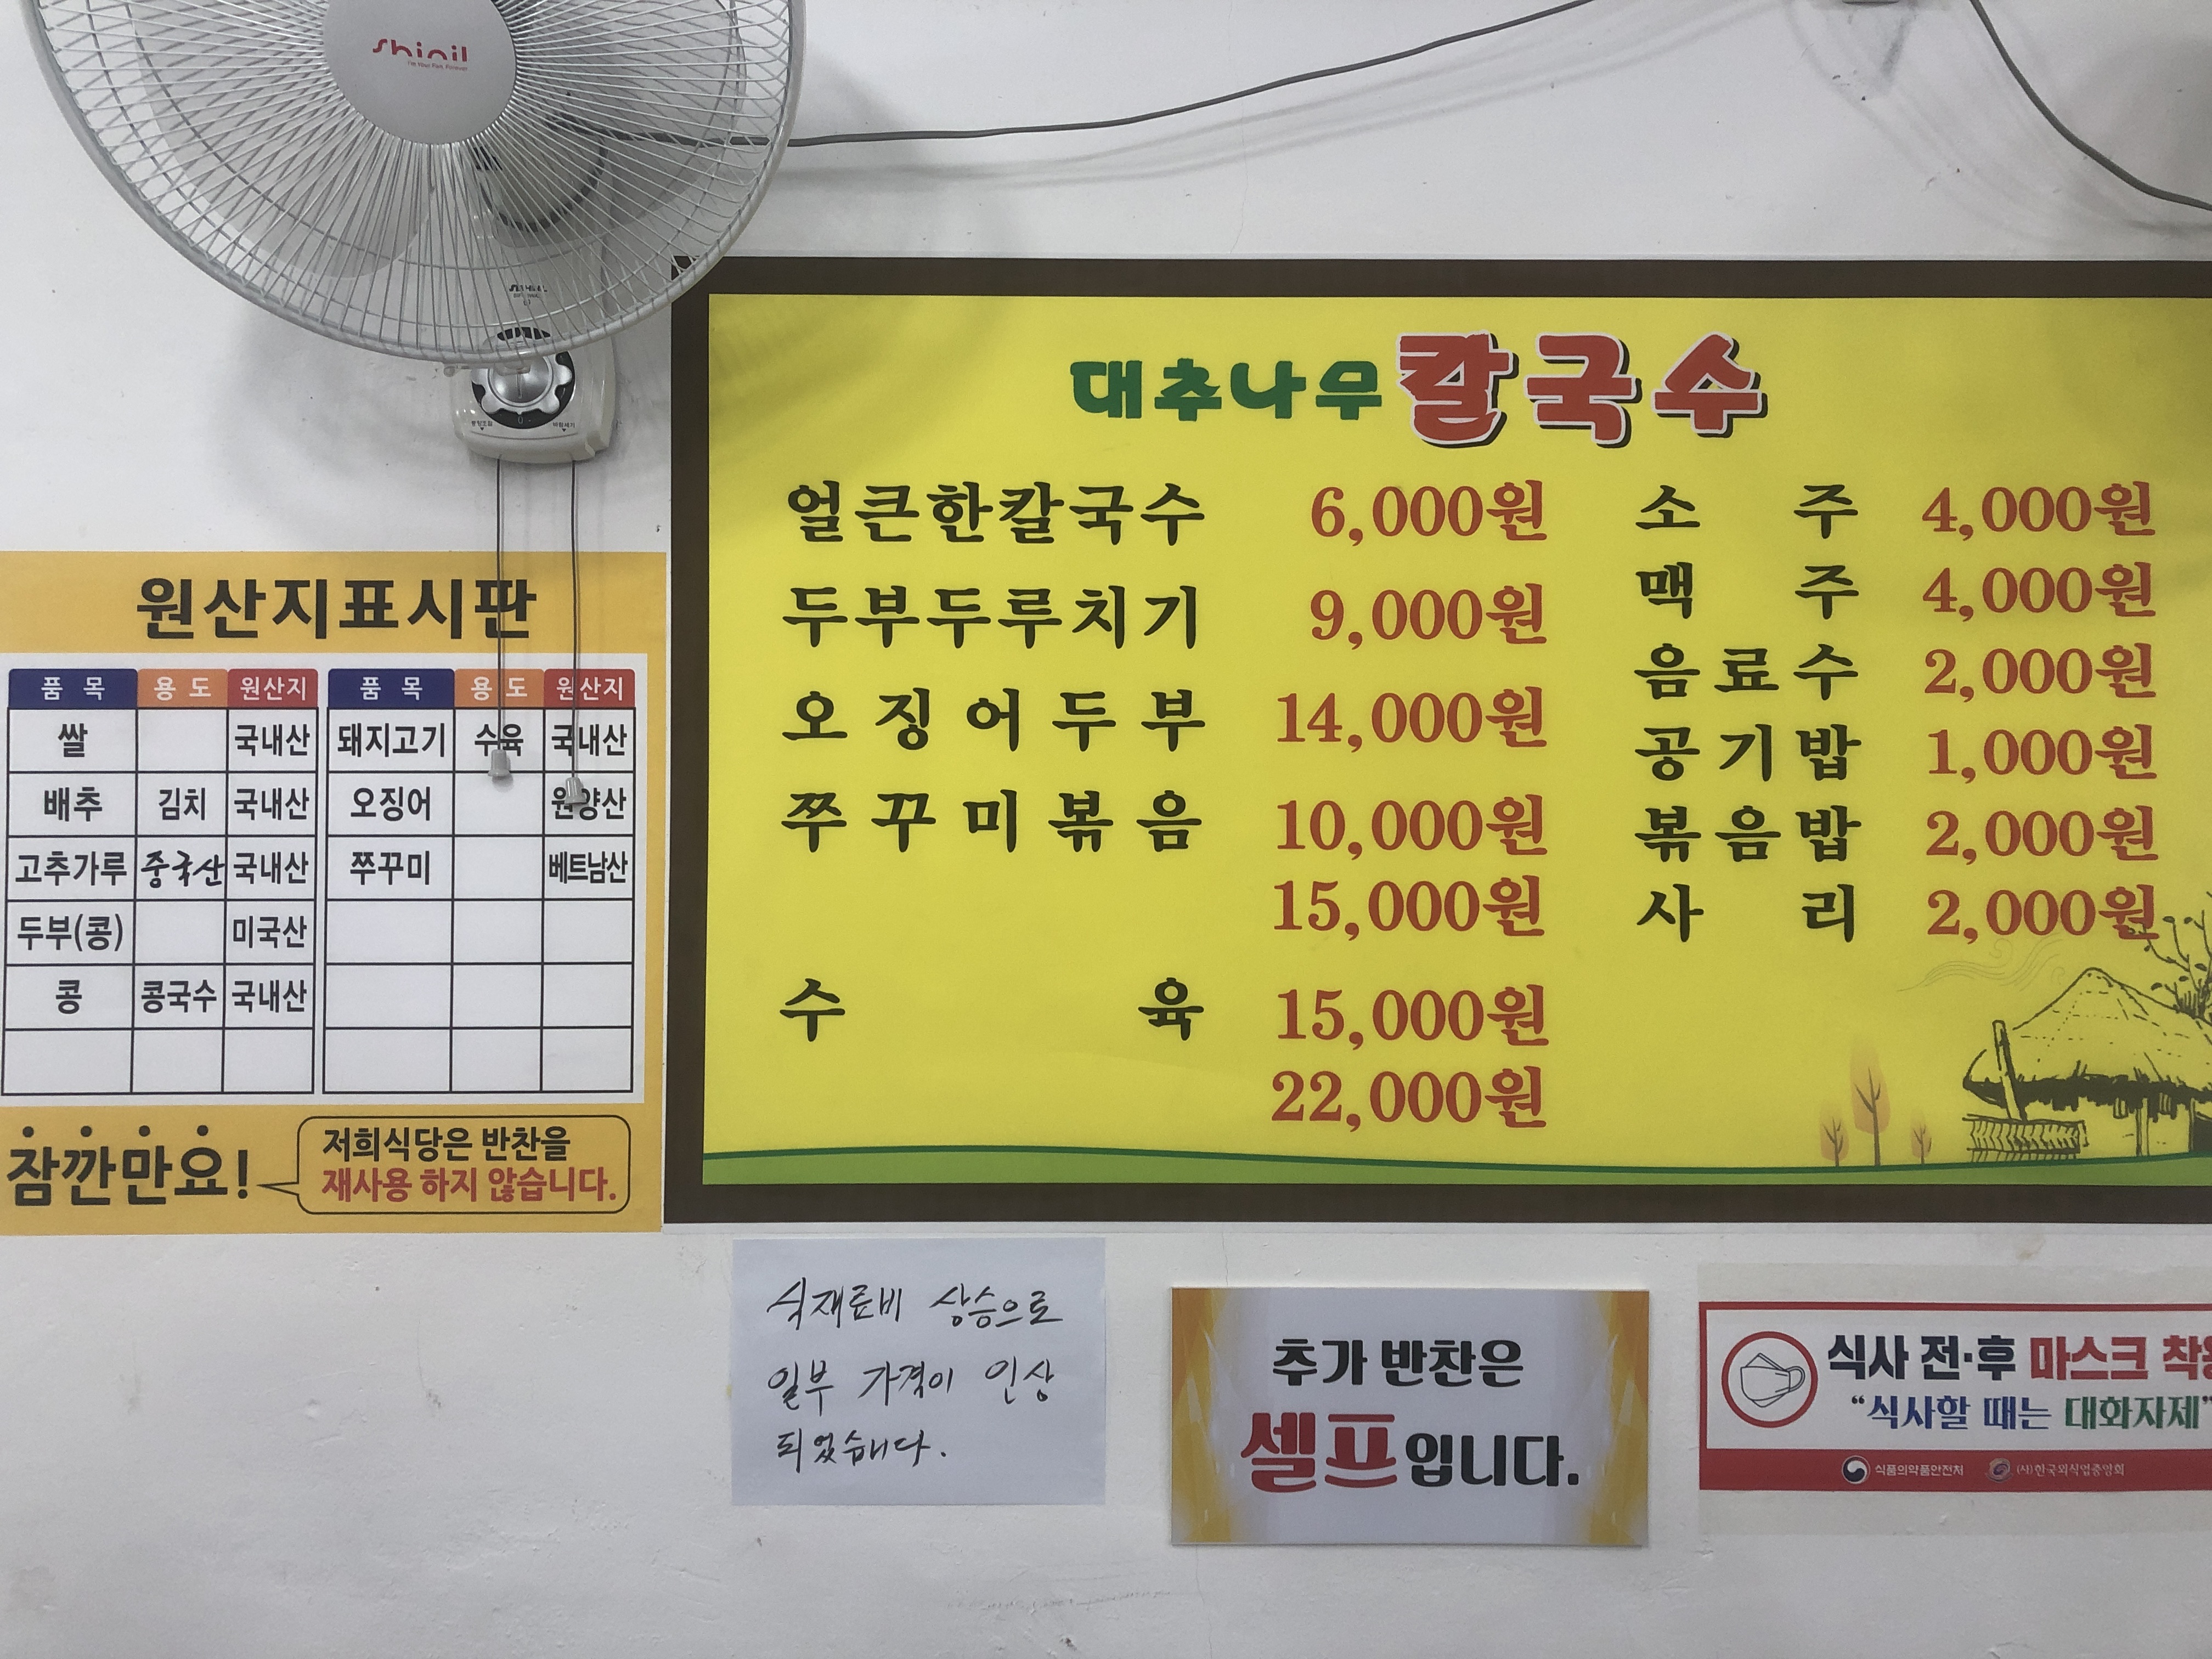 shinil
대추나무 칼국수
얼큰한칼국수 6,000원
두부두루치기 9,000원
오징어두부 14,000원
쭈꾸미볶음 10,000원
15,000원
수육 15,000원
22,000원
소주 4,000원
맥주 4,000원
음료수 2,000원
공기밥 1,000원
볶음밥 2,000원
사리 2,000원
원산지표시판
품목 용도 원산지 품목 용도 원산지
쌀 국내산 돼지고기 수육 국내산
배추 김치 국내산 오징어 원양산
고추가루 중국산 국내산 쭈꾸미 베트남산
두부(콩) 미국산
콩 콩국수 국내산
잠깐만요!
저희식당은 반찬을
재사용 하지 않습니다.
식재료비 상승으로
일부 가격이 인상
되었습니다.
추가 반찬은
셀프입니다.
식사 전·후 마스크
"식사할 때는 대화자제"
식품의약품안전처 (사)한국외식업중앙회